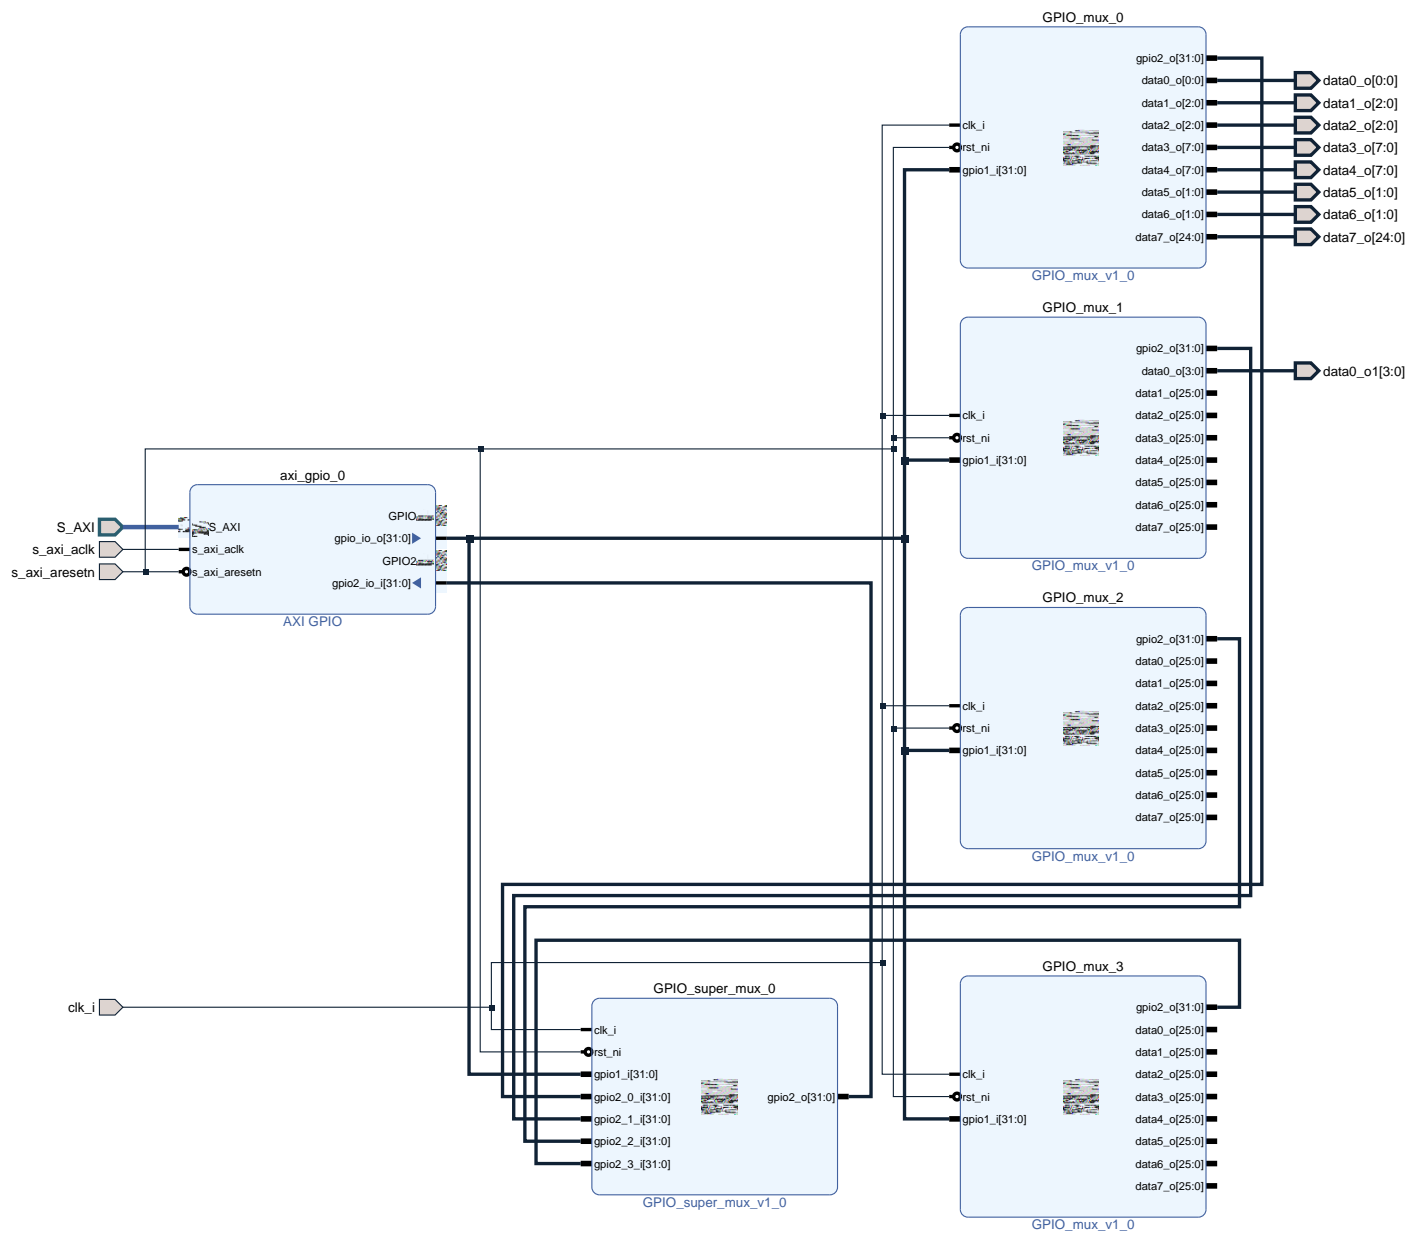 GPIO_mux_0
gpio2_o[31:0]
data0_o[0:0]
data1_o[2:0]
data2_o[2:0]
data3_o[7:0]
data4_o[7:0]
data5_o[1:0]
data6_o[1:0]
data7_o[24:0]
clk_i
rst_ni
gpio1_i[31:0]
GPIO_mux_v1_0
data0_o[0:0]
data1_o[2:0]
data2_o[2:0]
data3_o[7:0]
data4_o[7:0]
data5_o[1:0]
data6_o[1:0]
data7_o[24:0]
GPIO_mux_1
gpio2_o[31:0]
data0_o[3:0]
data1_o[25:0]
data2_o[25:0]
data3_o[25:0]
data4_o[25:0]
data5_o[25:0]
data6_o[25:0]
data7_o[25:0]
clk_i
rst_ni
gpio1_i[31:0]
GPIO_mux_v1_0
data0_o1[3:0]
S_AXI
s_axi_aclk
s_axi_aresetn
axi_gpio_0
S_AXI
s_axi_aclk
s_axi_aresetn
GPIO
gpio_io_o[31:0]
GPIO2
gpio2_io_i[31:0]
AXI GPIO
GPIO_mux_2
gpio2_o[31:0]
data0_o[25:0]
data1_o[25:0]
data2_o[25:0]
data3_o[25:0]
data4_o[25:0]
data5_o[25:0]
data6_o[25:0]
data7_o[25:0]
clk_i
rst_ni
gpio1_i[31:0]
GPIO_mux_v1_0
clk_i
GPIO_super_mux_0
clk_i
rst_ni
gpio1_i[31:0]
gpio2_0_i[31:0]
gpio2_1_i[31:0]
gpio2_2_i[31:0]
gpio2_3_i[31:0]
gpio2_o[31:0]
GPIO_super_mux_v1_0
GPIO_mux_3
gpio2_o[31:0]
data0_o[25:0]
data1_o[25:0]
data2_o[25:0]
data3_o[25:0]
data4_o[25:0]
data5_o[25:0]
data6_o[25:0]
data7_o[25:0]
clk_i
rst_ni
gpio1_i[31:0]
GPIO_mux_v1_0